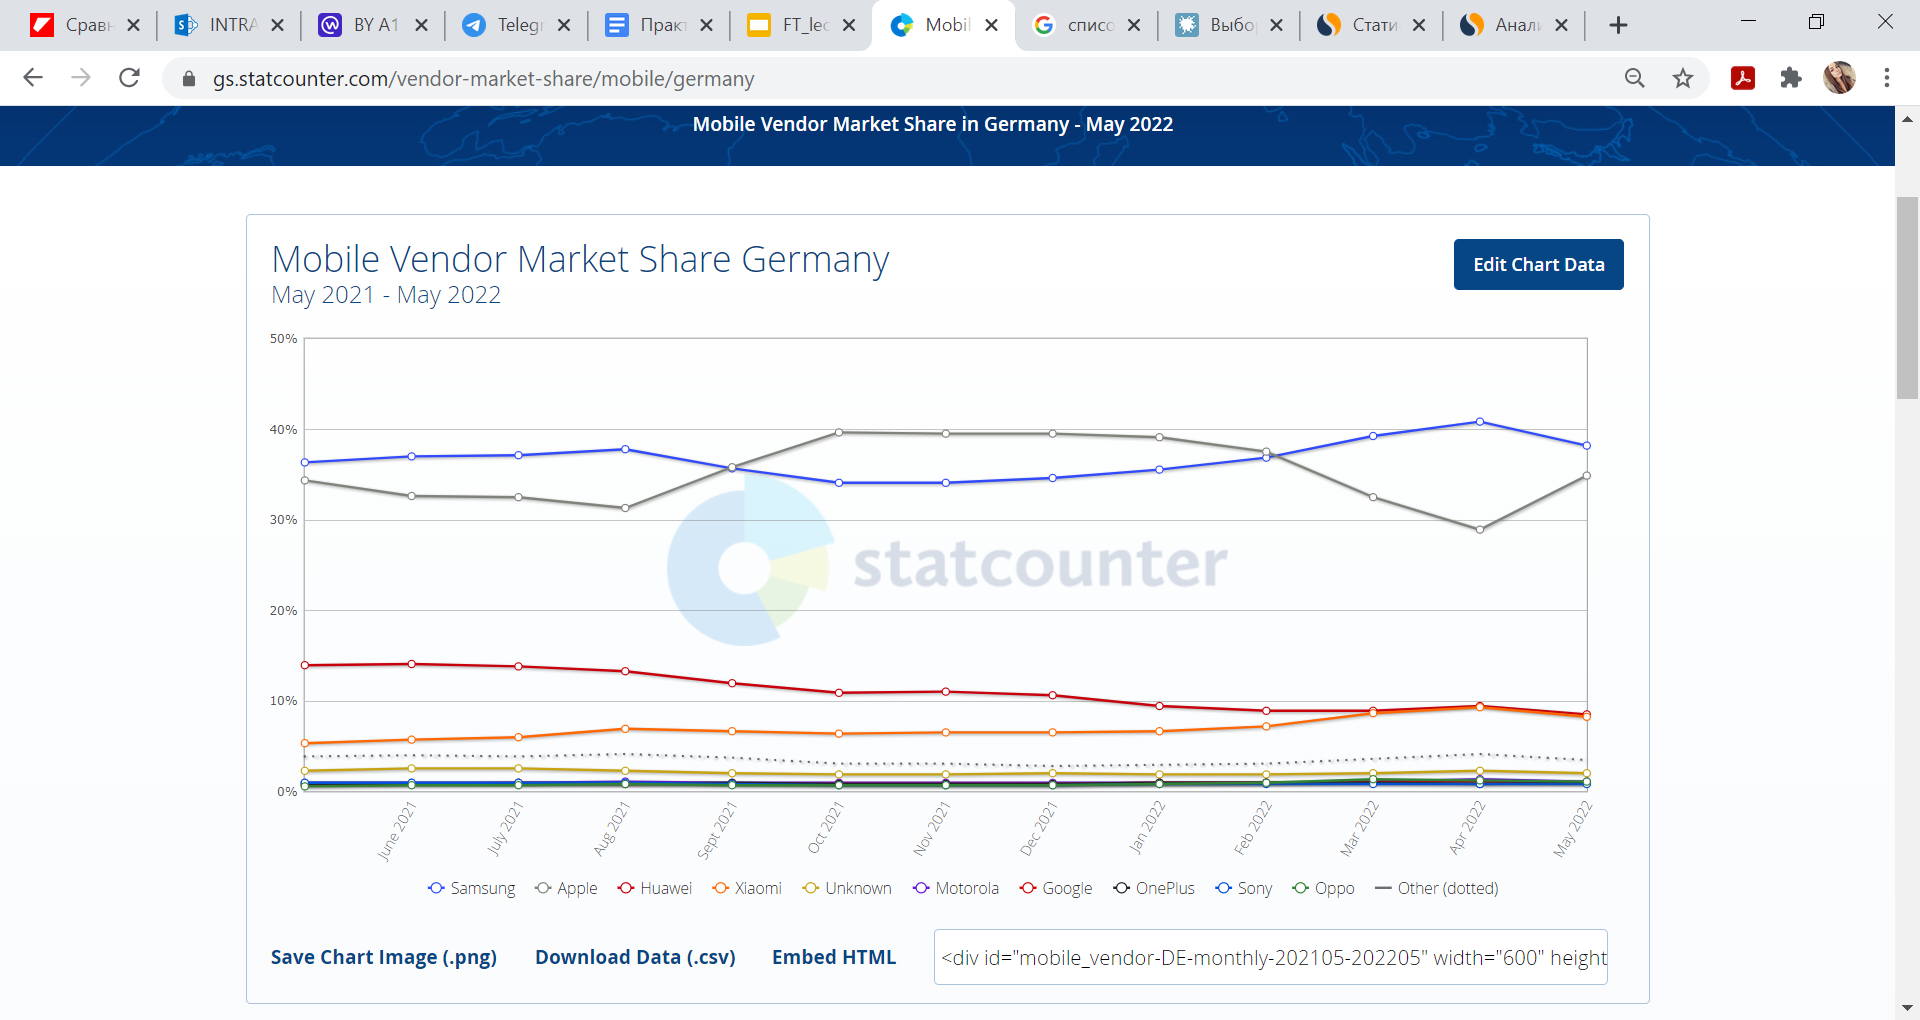 Сравн INTRA BY A1 Telegr Практ FT_lec Mobil списо Выбо Стати Анали
gs.statcounter.com/vendor-market-share/mobile/germany
Mobile Vendor Market Share in Germany - May 2022
Mobile Vendor Market Share Germany
May 2021 - May 2022
Edit Chart Data
50%
40%
30%
20%
10%
0%
statcounter
June 2021 July 2021 Aug 2021 Sept 2021 Oct 2021 Nov 2021 Dec 2021 Jan 2022 Feb 2022 Mar 2022 Apr 2022 May 2022
Samsung Apple Huawei Xiaomi Unknown Motorola Google OnePlus Sony Oppo Other (dotted)
Save Chart Image (.png) Download Data (.csv) Embed HTML <div id="mobile_vendor-DE-monthly-202105-202205" width="600" height